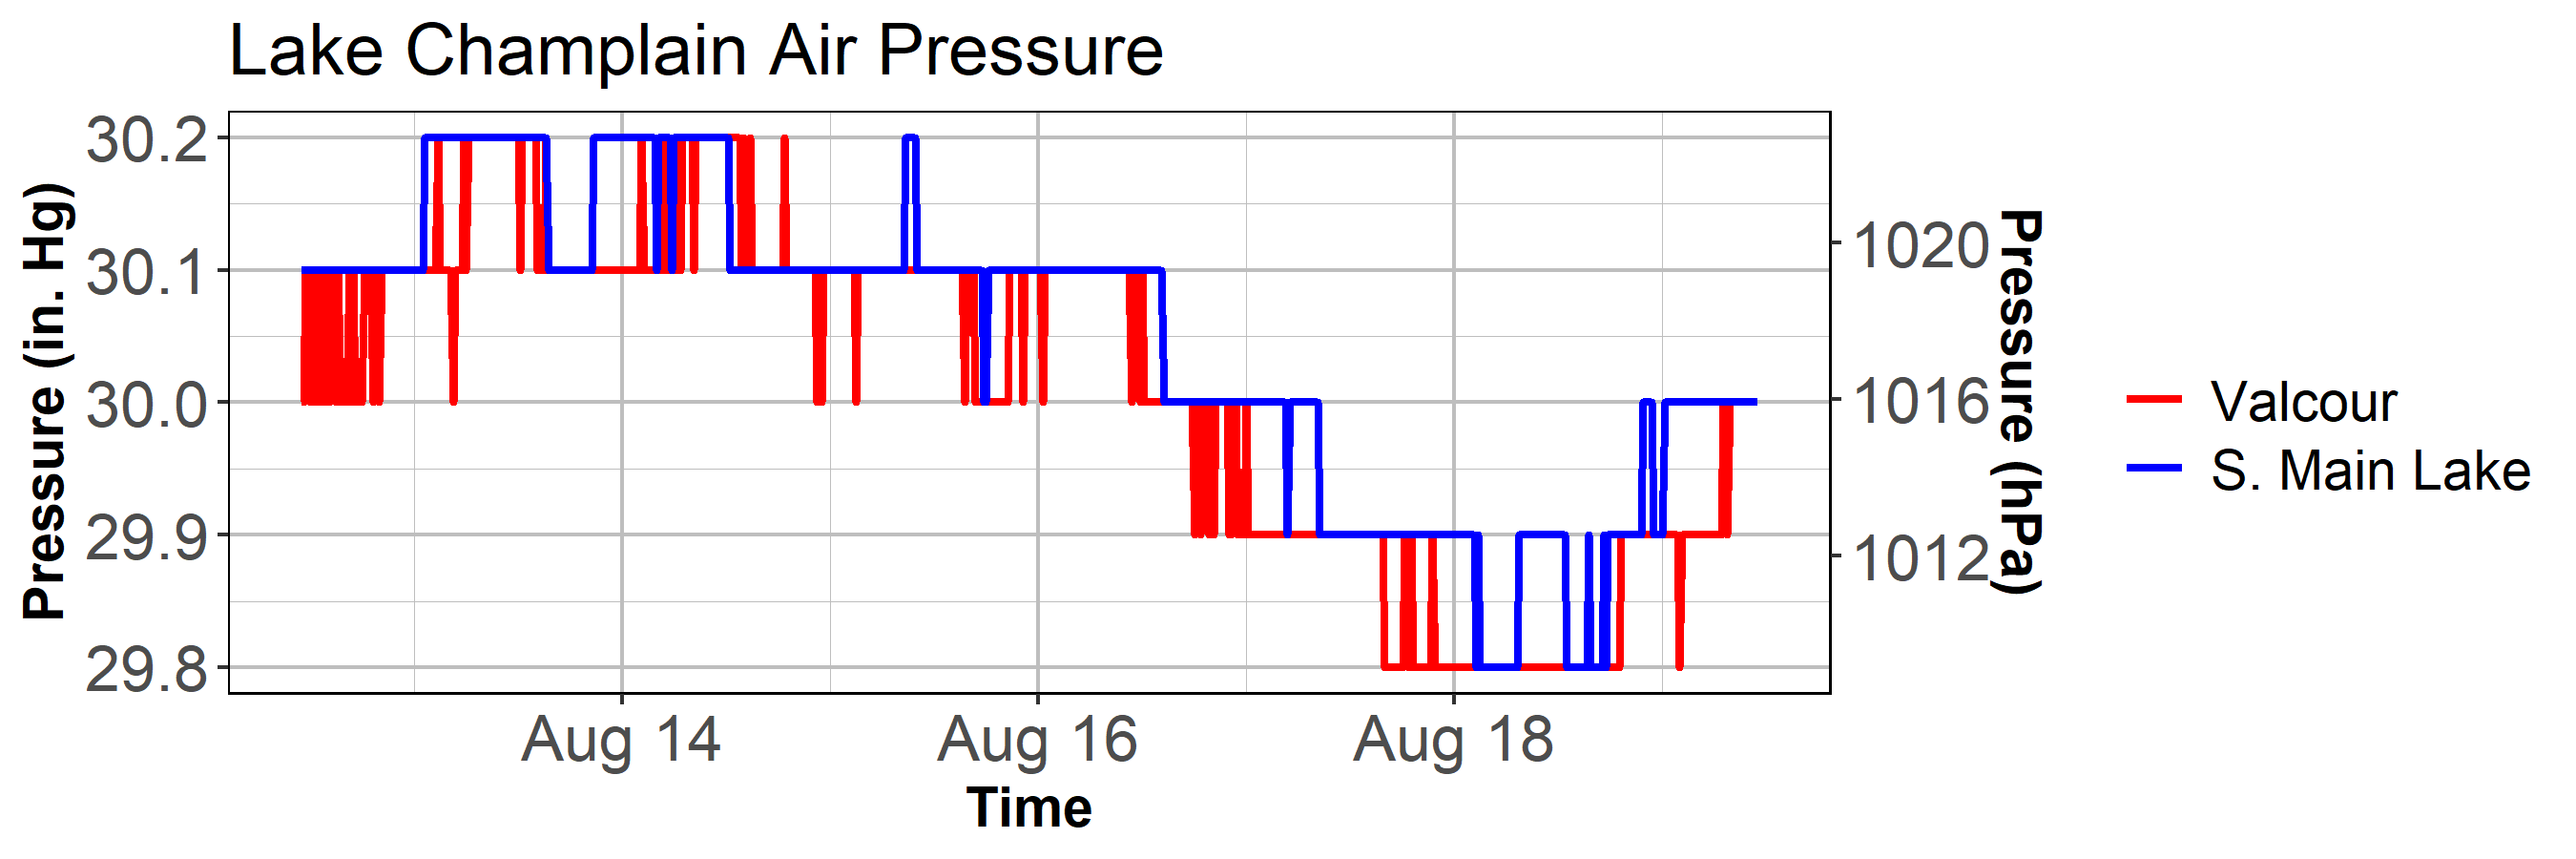 Lake Champlain Air Pressure
Pressure (in. Hg)
30.2
30.1
30.0
29.9
29.8
1020
1016
1012
Pressure (hPa)
Aug 14
Aug 16
Aug 18
Time
Valcour
S. Main Lake